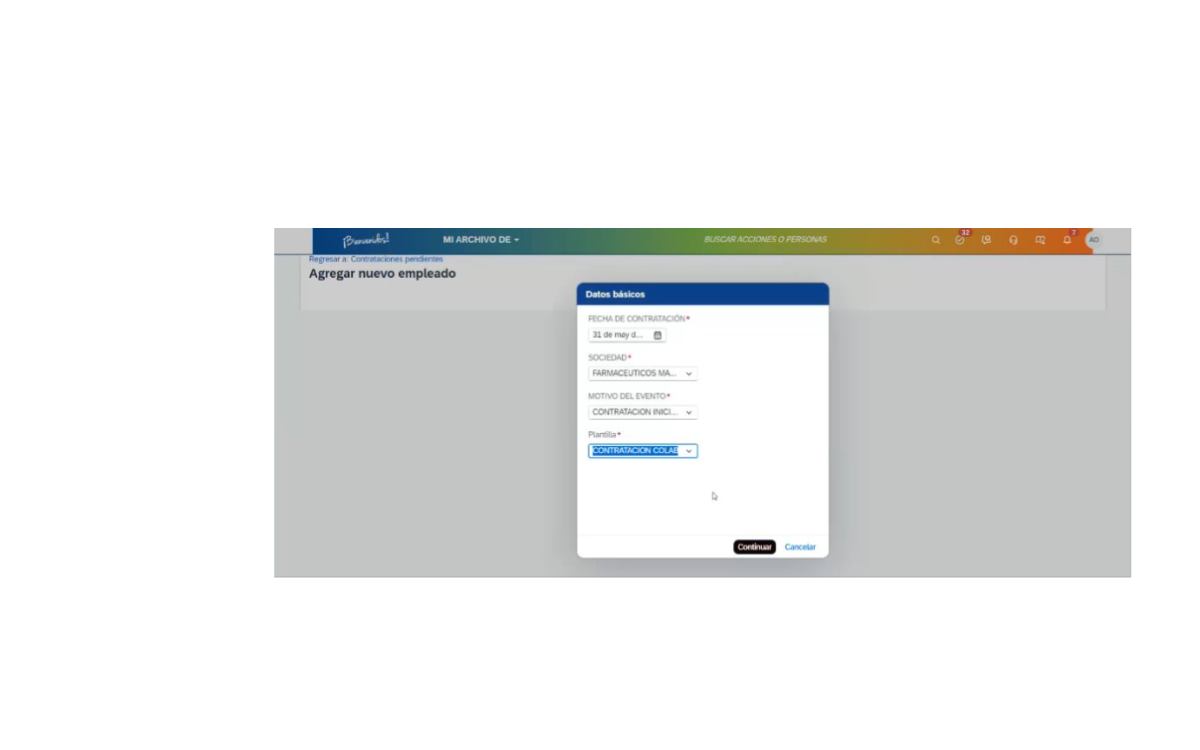 ¡Bienvenidos!
MI ARCHIVO DE
BUSCAR ACCIONES O PERSONAS
32
7
AO
Regresar a: Contrataciones pendientes
Agregar nuevo empleado
Datos básicos
FECHA DE CONTRATACIÓN*
31 de may d...
SOCIEDAD*
FARMACEUTICOS MA...
MOTIVO DEL EVENTO*
CONTRATACION INICI...
Plantilla*
CONTRATACION COLAB
Continuar
Cancelar